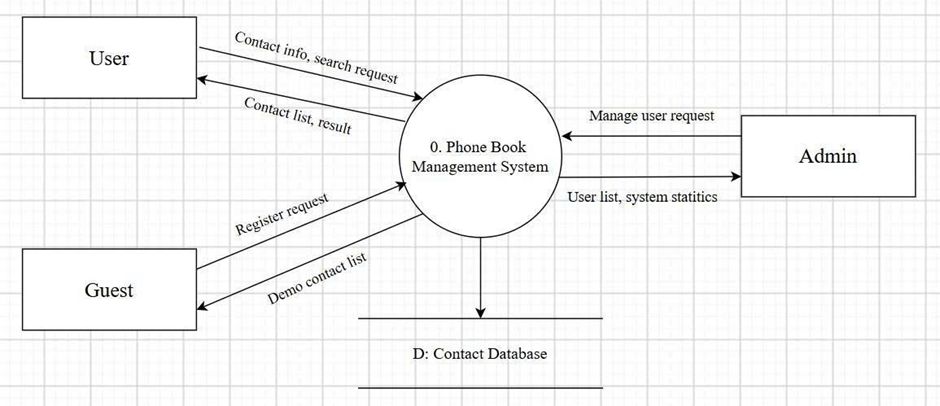 User
Contact info, search request
Contact list, result
0. Phone Book
Management System
Manage user request
Admin
User list, system statitics
Register request
Guest
Demo contact list
D: Contact Database